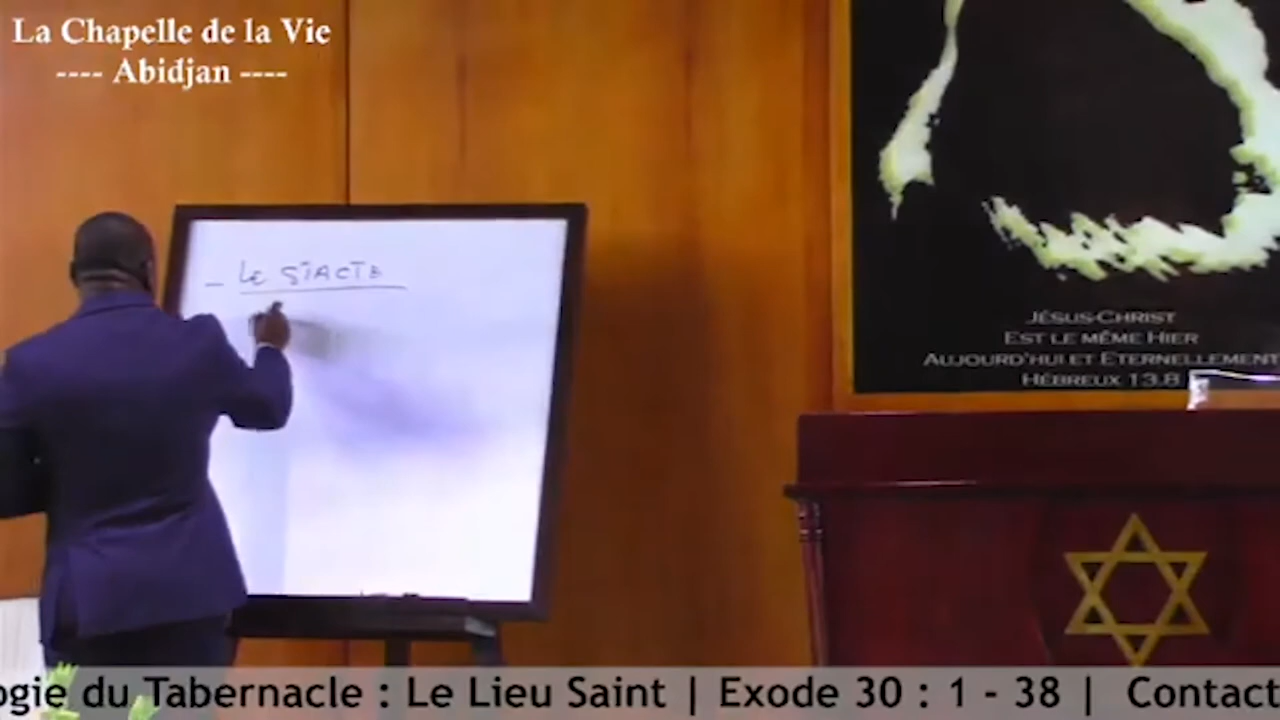 La Chapelle de la Vie
---- Abidjan ----
- Le STACTE
JÉSUS-CHRIST
EST LE MÊME HIER
AUJOURD'HUI ET ETERNELLEMENT
HÉBREUX 13.8
ogie du Tabernacle : Le Lieu Saint | Exode 30 : 1 - 38 | Contact